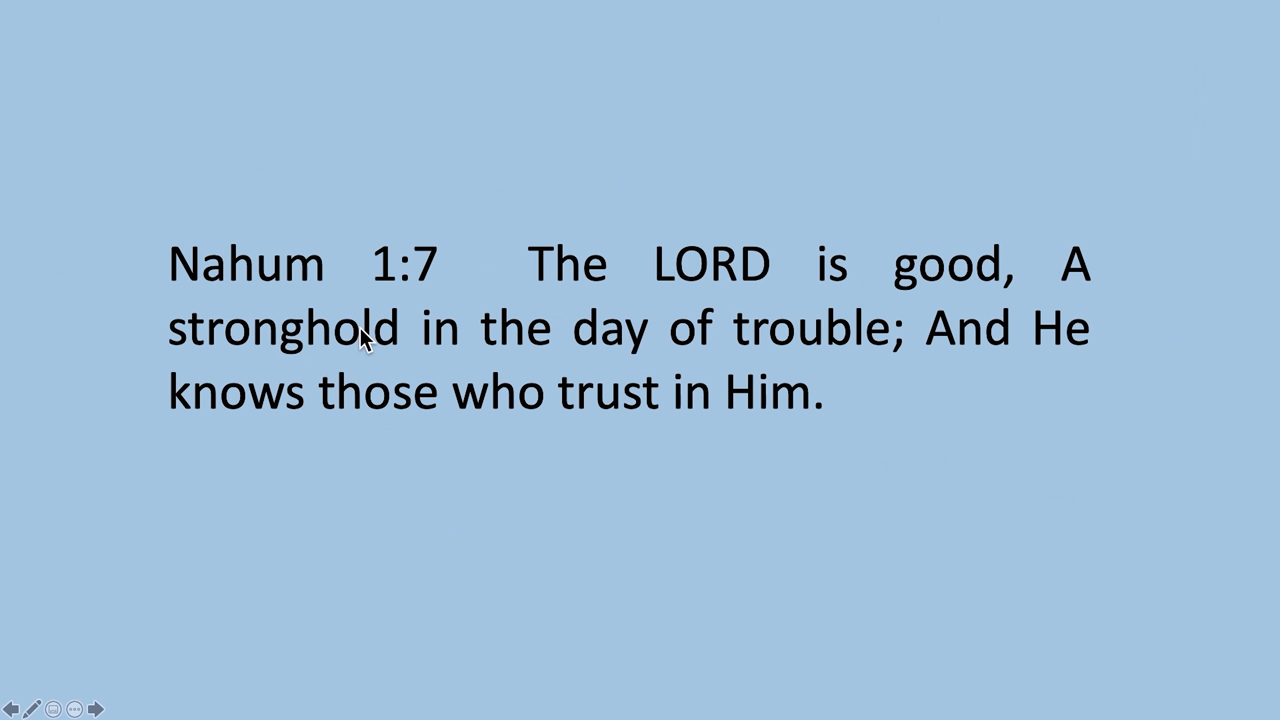 Nahum 1:7 The LORD is good, A
stronghold in the day of trouble; And He
knows those who trust in Him.